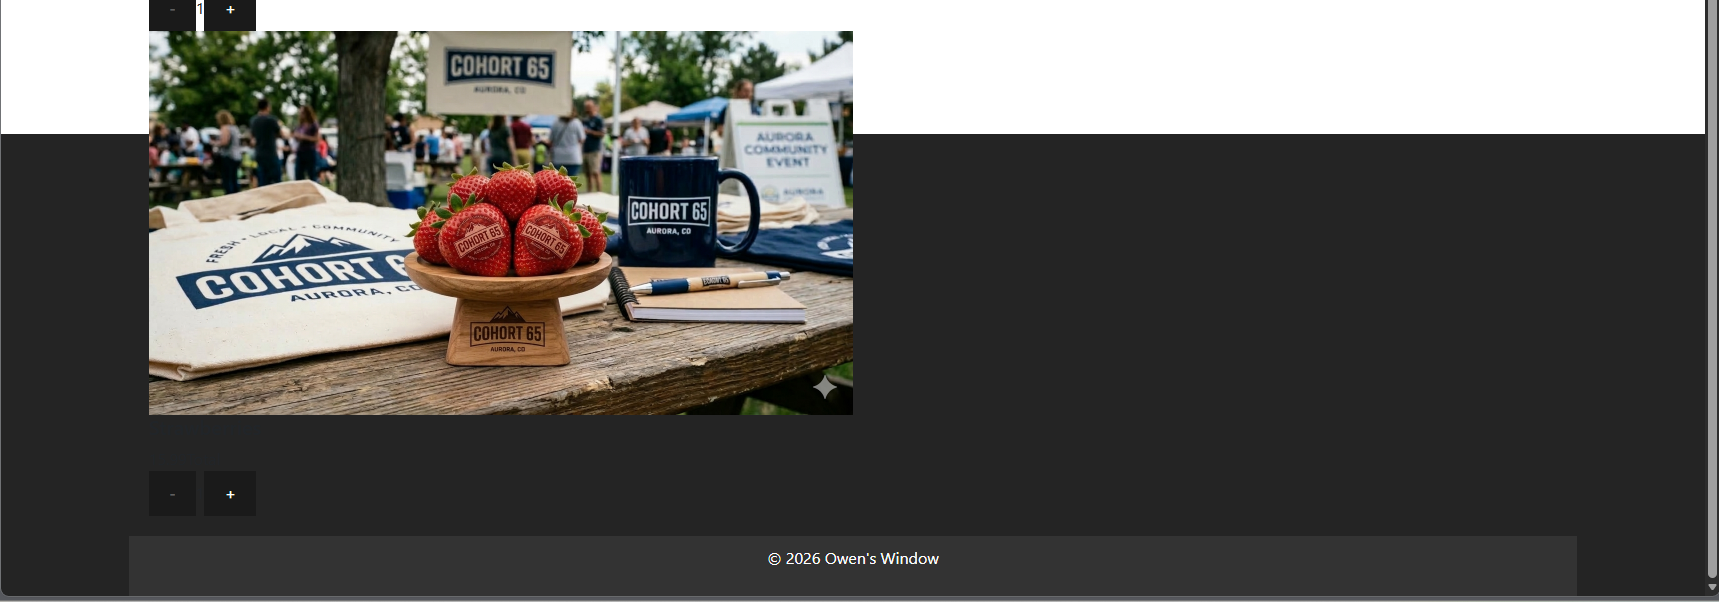 - 1 +
COHORT 65
AURORA, CO
AURORA
COMMUNITY
EVENT
AURORA
FRESH • LOCAL • COMMUNITY
COHORT 6
AURORA, CO
COHORT 65
COHORT 65
COHORT 65
AURORA, CO
COHORT 65
COHORT 65
AURORA, CO
- +
© 2026 Owen's Window